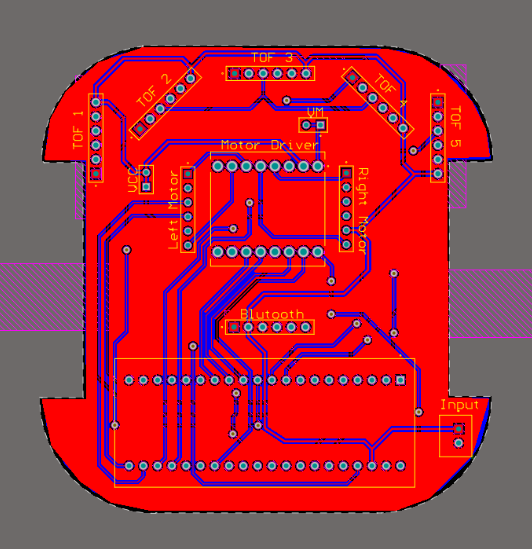 TOF 3
TOF 2
TOF
TOF 1
TOF 5
VM
VCC
Motor Driver
Left Motor
Right Motor
Blutooth
Input